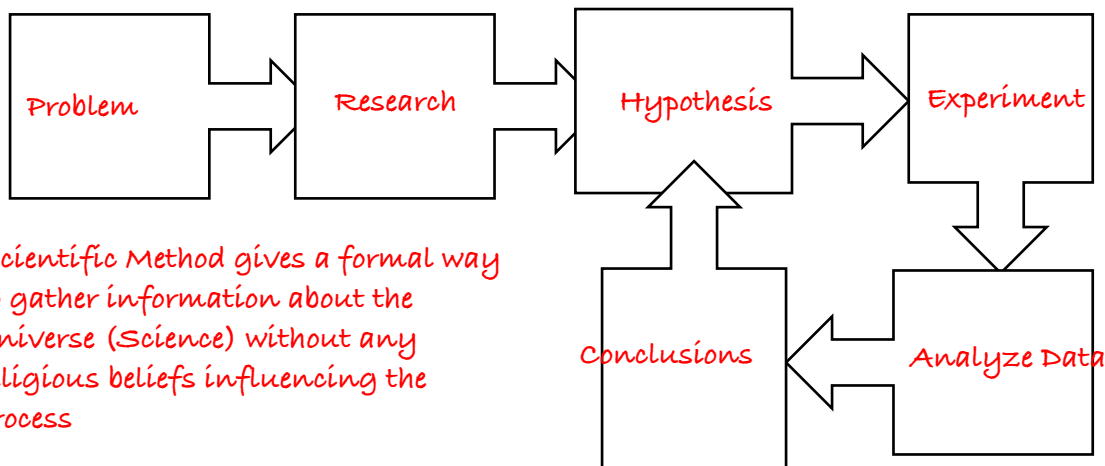 Problem
Research
Hypothesis
Experiment
cientific Method gives a formal way
gather information about the
niverse (Science) without any
ligious beliefs influencing the
rocess
Conclusions
Analyze Data